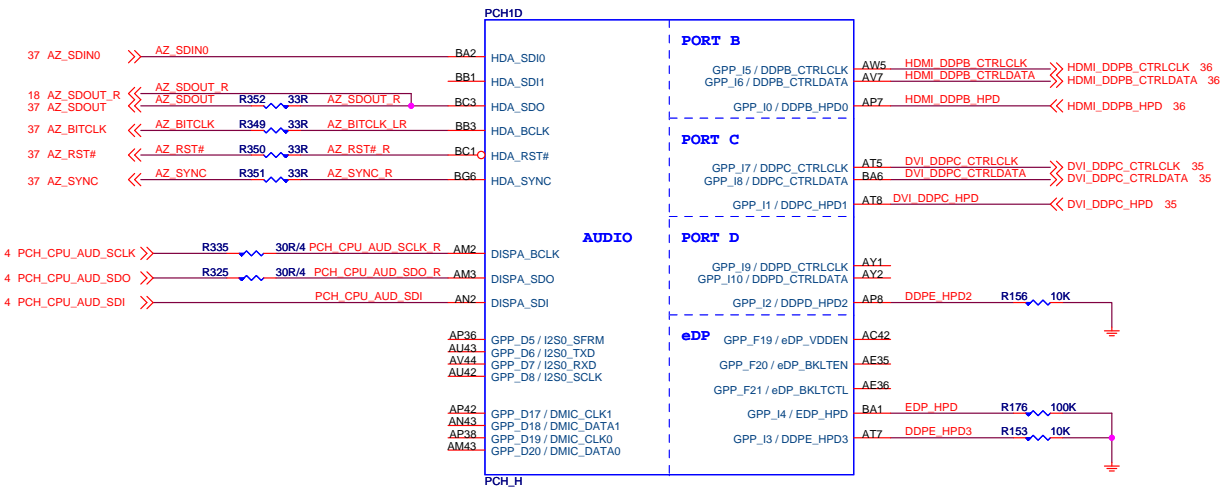 PCH1D
37 AZ_SDIN0 AZ_SDIN0 BA2 HDA_SDI0
BB1 HDA_SDI1
18 AZ_SDOUT_R AZ_SDOUT_R
37 AZ_SDOUT AZ_SDOUT R352 33R AZ_SDOUT_R BC3 HDA_SDO
37 AZ_BITCLK AZ_BITCLK R349 33R AZ_BITCLK_LR BB3 HDA_BCLK
37 AZ_RST# AZ_RST# R350 33R AZ_RST#_R BC1 HDA_RST#
37 AZ_SYNC AZ_SYNC R351 33R AZ_SYNC_R BG6 HDA_SYNC
AUDIO
4 PCH_CPU_AUD_SCLK R335 30R/4 PCH_CPU_AUD_SCLK_R AM2 DISPA_BCLK
4 PCH_CPU_AUD_SDO R325 30R/4 PCH_CPU_AUD_SDO_R AM3 DISPA_SDO
4 PCH_CPU_AUD_SDI PCH_CPU_AUD_SDI AN2 DISPA_SDI
AP36 GPP_D5 / I2S0_SFRM
AU43 GPP_D6 / I2S0_TXD
AV44 GPP_D7 / I2S0_RXD
AU42 GPP_D8 / I2S0_SCLK
AP42 GPP_D17 / DMIC_CLK1
AN43 GPP_D18 / DMIC_DATA1
AP38 GPP_D19 / DMIC_CLK0
AM43 GPP_D20 / DMIC_DATA0
PORT B
GPP_I5 / DDPB_CTRLCLK AW5 HDMI_DDPB_CTRLCLK HDMI_DDPB_CTRLCLK 36
GPP_I6 / DDPB_CTRLDATA AV7 HDMI_DDPB_CTRLDATA HDMI_DDPB_CTRLDATA 36
GPP_I0 / DDPB_HPD0 AP7 HDMI_DDPB_HPD HDMI_DDPB_HPD 36
PORT C
GPP_I7 / DDPC_CTRLCLK AT5 DVI_DDPC_CTRLCLK DVI_DDPC_CTRLCLK 35
GPP_I8 / DDPC_CTRLDATA BA6 DVI_DDPC_CTRLDATA DVI_DDPC_CTRLDATA 35
GPP_I1 / DDPC_HPD1 AT8 DVI_DDPC_HPD DVI_DDPC_HPD 35
PORT D
GPP_I9 / DDPD_CTRLCLK AY1
GPP_I10 / DDPD_CTRLDATA AY2
GPP_I2 / DDPD_HPD2 AP8 DDPE_HPD2 R156 10K
eDP
GPP_F19 / eDP_VDDEN AC42
GPP_F20 / eDP_BKLTEN AE35
GPP_F21 / eDP_BKLTCTL AE36
GPP_I4 / EDP_HPD BA1 EDP_HPD R176 100K
GPP_I3 / DDPE_HPD3 AT7 DDPE_HPD3 R153 10K
PCH_H